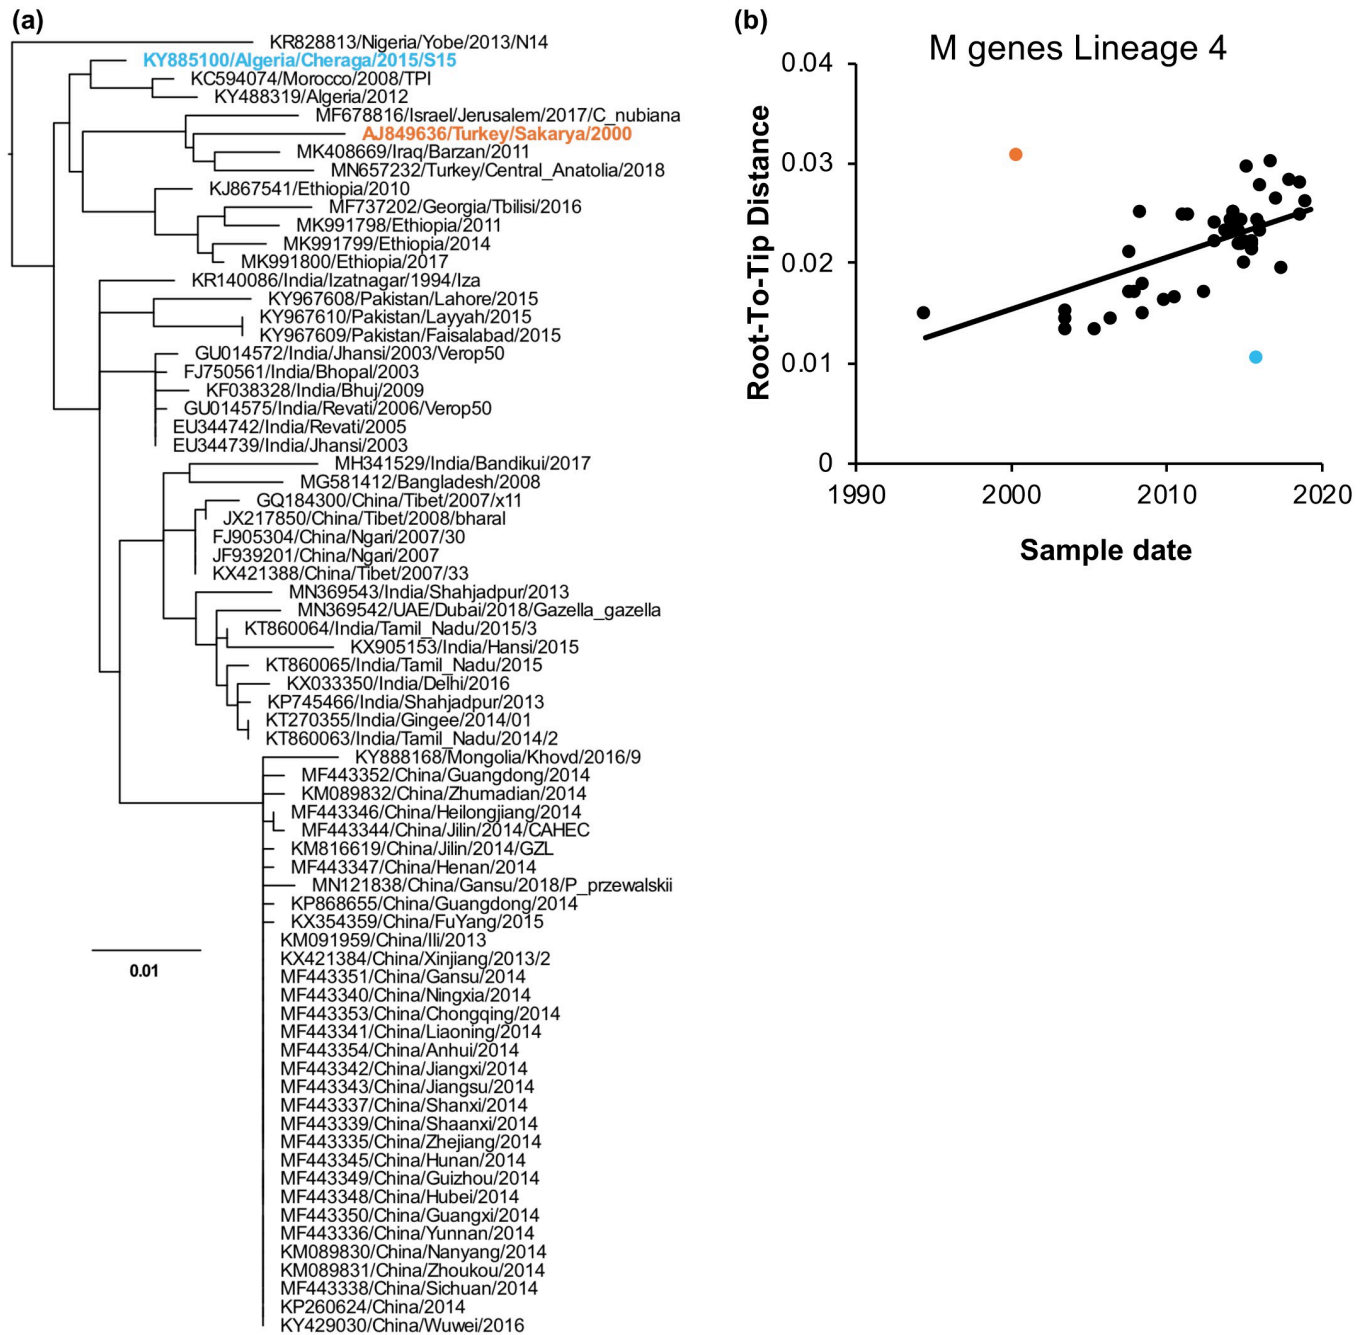 (a)
KR828813/Nigeria/Yobe/2013/N14
KY885100/Algeria/Cheraga/2015/S15
KC594074/Morocco/2008/TPI
KY488319/Algeria/2012
MF678816/Israel/Jerusalem/2017/C_nubiana
AJ849636/Turkey/Sakarya/2000
MK408669/Iraq/Barzan/2011
MN657232/Turkey/Central_Anatolia/2018
KJ867541/Ethiopia/2010
MF737202/Georgia/Tbilisi/2016
MK991798/Ethiopia/2011
MK991799/Ethiopia/2014
MK991800/Ethiopia/2017
KR140086/India/Izatnagar/1994/Iza
KY967608/Pakistan/Lahore/2015
KY967610/Pakistan/Layyah/2015
KY967609/Pakistan/Faisalabad/2015
GU014572/India/Jhansi/2003/Verop50
FJ750561/India/Bhopal/2003
KF038328/India/Bhuj/2009
GU014575/India/Revati/2006/Verop50
EU344742/India/Revati/2005
EU344739/India/Jhansi/2003
MH341529/India/Bandikui/2017
MG581412/Bangladesh/2008
GQ184300/China/Tibet/2007/x11
JX217850/China/Tibet/2008/bharal
FJ905304/China/Ngari/2007/30
JF939201/China/Ngari/2007
KX421388/China/Tibet/2007/33
MN369543/India/Shahjadpur/2013
MN369542/UAE/Dubai/2018/Gazella_gazella
KT860064/India/Tamil_Nadu/2015/3
KX905153/India/Hansi/2015
KT860065/India/Tamil_Nadu/2015
KX033350/India/Delhi/2016
KP745466/India/Shahjadpur/2013
KT270355/India/Gingee/2014/01
KT860063/India/Tamil_Nadu/2014/2
KY888168/Mongolia/Khovd/2016/9
MF443352/China/Guangdong/2014
KM089832/China/Zhumadian/2014
MF443346/China/Heilongjiang/2014
MF443344/China/Jilin/2014/CAHEC
KM816619/China/Jilin/2014/GZL
MF443347/China/Henan/2014
MN121838/China/Gansu/2018/P_przewalskii
KP868655/China/Guangdong/2014
KX354359/China/FuYang/2015
KM091959/China/Ili/2013
KX421384/China/Xinjiang/2013/2
MF443351/China/Gansu/2014
MF443340/China/Ningxia/2014
MF443353/China/Chongqing/2014
MF443341/China/Liaoning/2014
MF443354/China/Anhui/2014
MF443342/China/Jiangxi/2014
MF443343/China/Jiangsu/2014
MF443337/China/Shanxi/2014
MF443339/China/Shaanxi/2014
MF443335/China/Zhejiang/2014
MF443345/China/Hunan/2014
MF443349/China/Guizhou/2014
MF443348/China/Hubei/2014
MF443350/China/Guangxi/2014
MF443336/China/Yunnan/2014
KM089830/China/Nanyang/2014
KM089831/China/Zhoukou/2014
MF443338/China/Sichuan/2014
KP260624/China/2014
KY429030/China/Wuwei/2016
0.01
(b)
M genes Lineage 4
Root-To-Tip Distance
0.04
0.03
0.02
0.01
0
1990
2000
2010
2020
Sample date